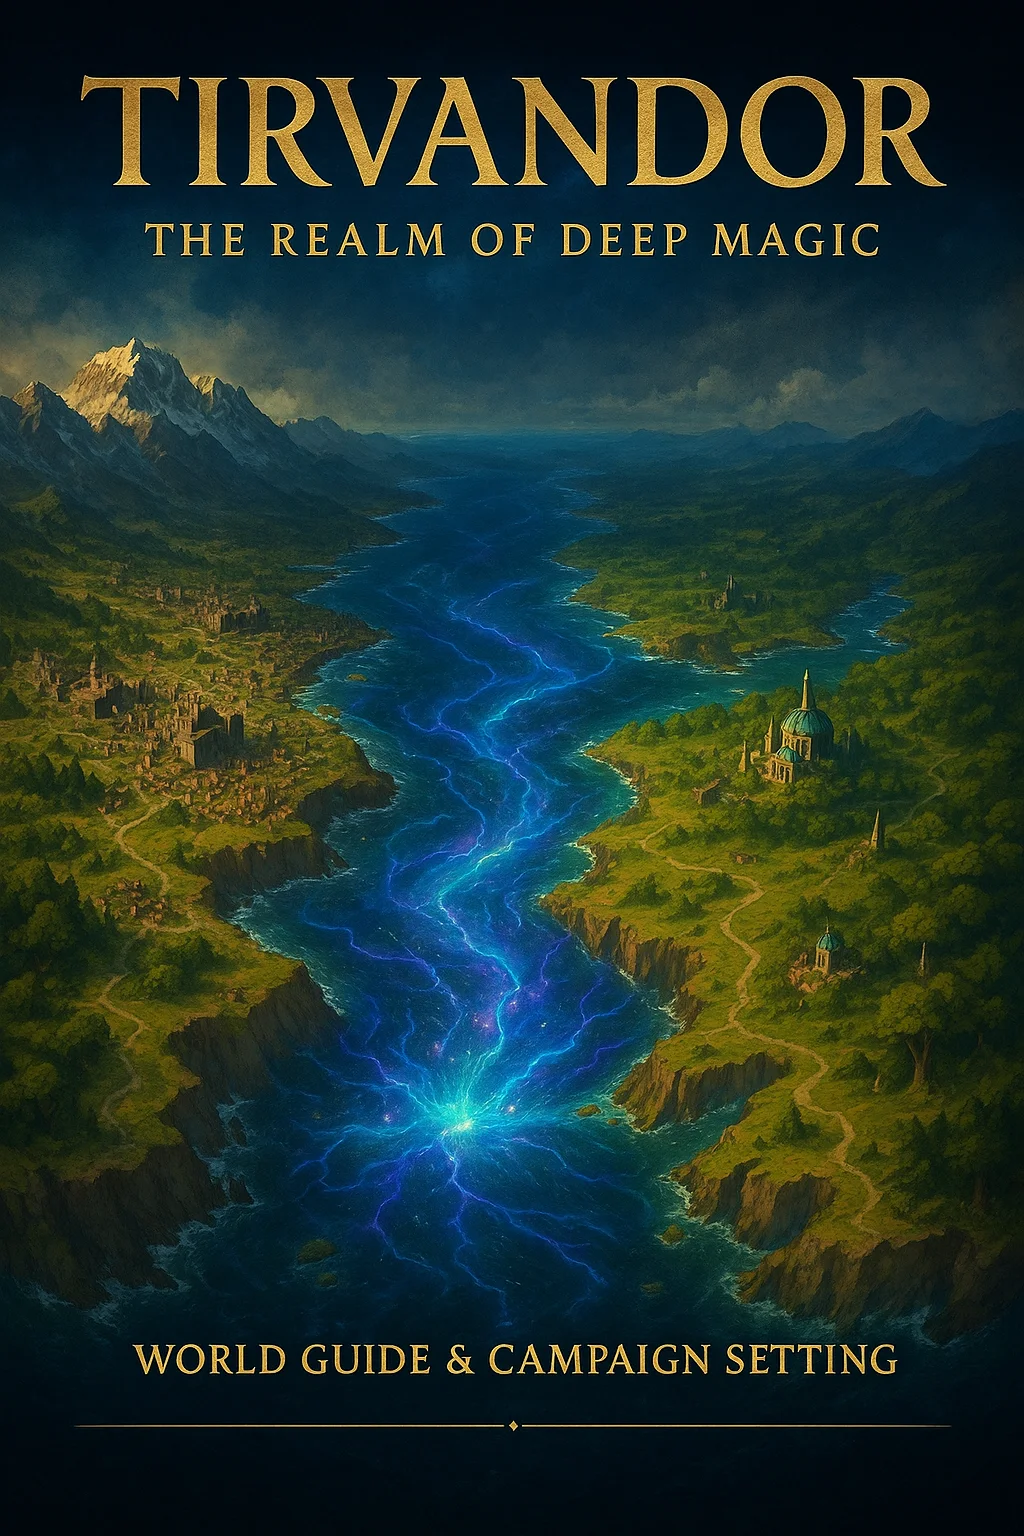 TIRVANDOR
THE REALM OF DEEP MAGIC
WORLD GUIDE & CAMPAIGN SETTING